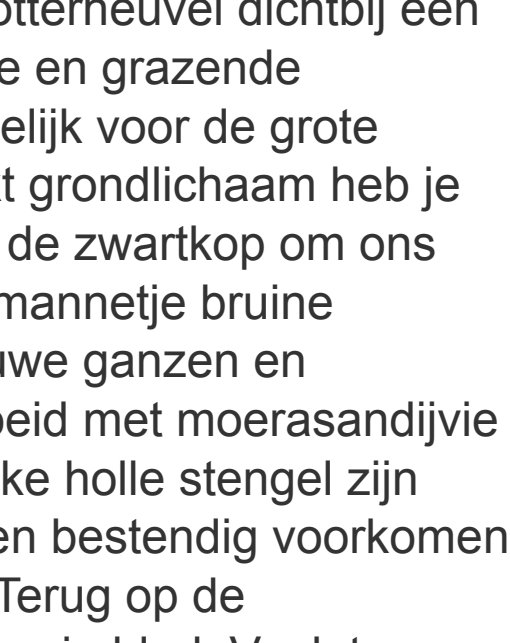 otterheuvel dichtbij een
e en grazende
elijk voor de grote
t grondlichaam heb je
de zwartkop om ons
mannetje bruine
uwe ganzen en
eid met moerasandijvie
ke holle stengel zijn
en bestendig voorkomen
Terug op de